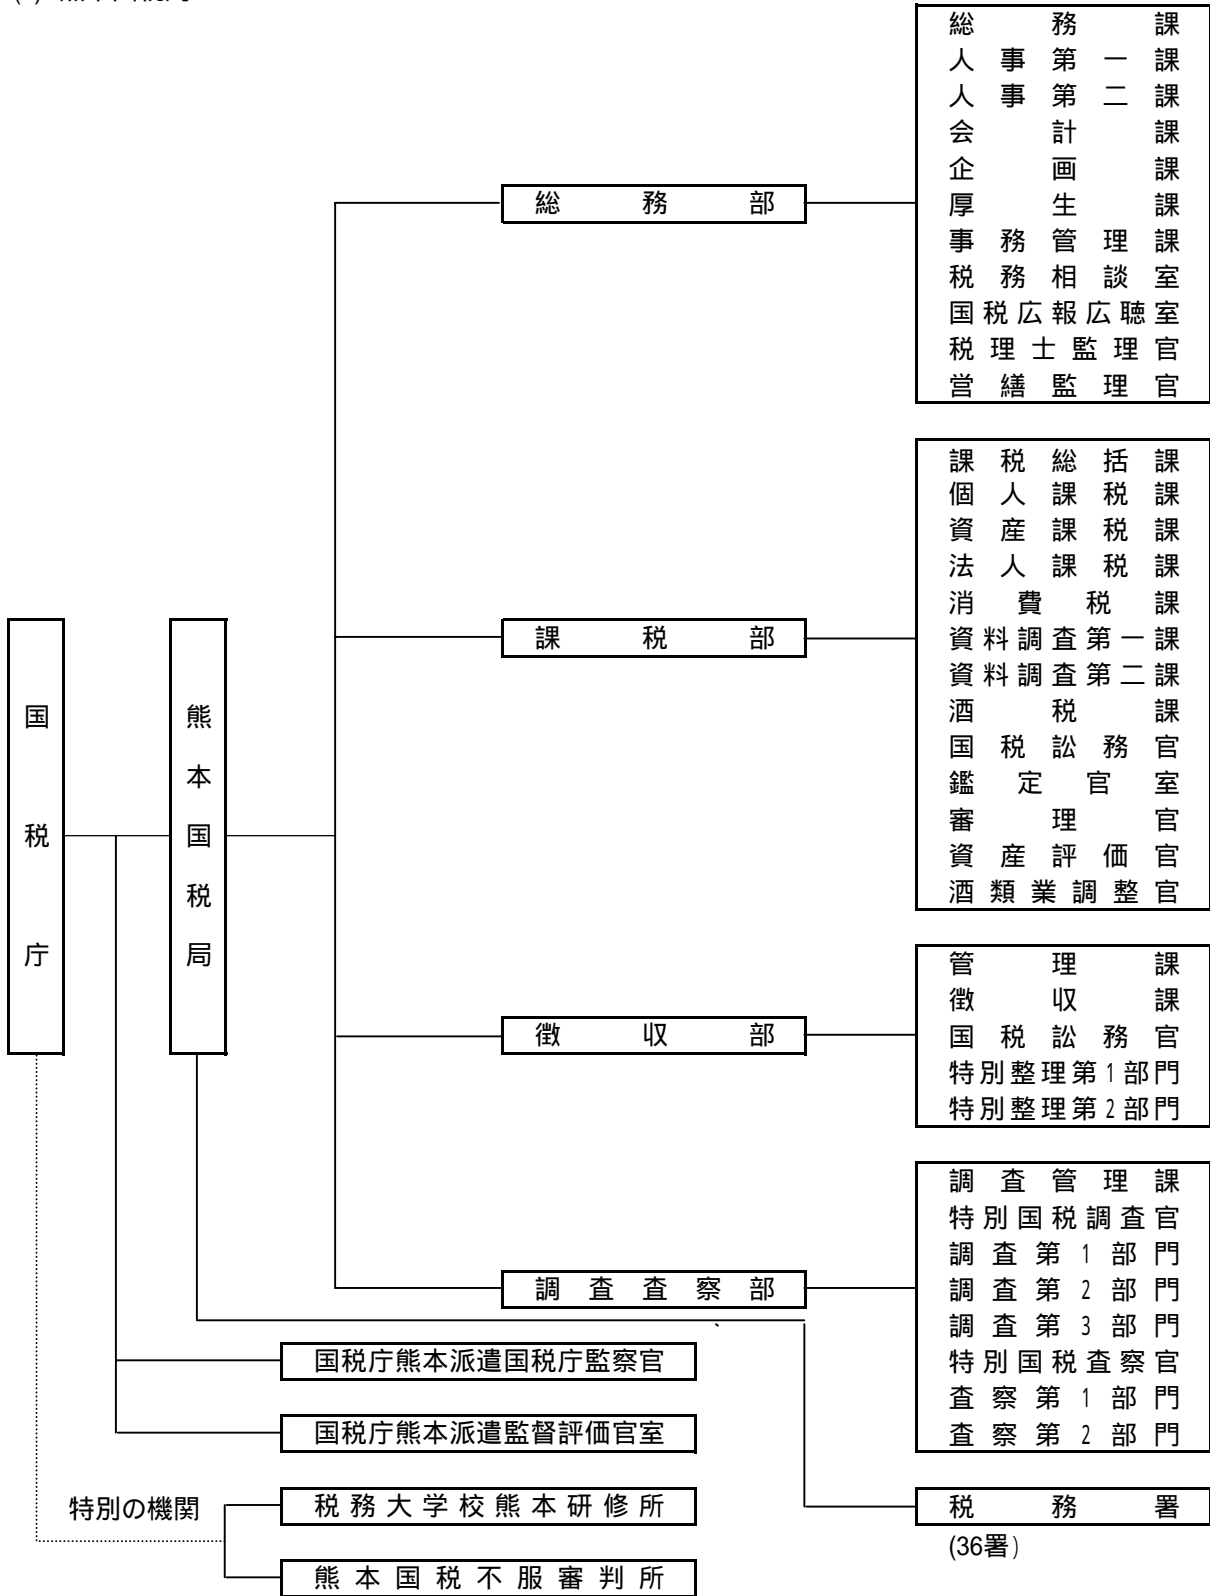 国税庁
熊本国税局
総務部
総務課
人事第一課
人事第二課
会計課
企画課
厚生課
事務管理課
税務相談室
国税広報広聴室
税理士監理官
営繕監理官
課税部
課税総括課
個人課税課
資産課税課
法人課税課
消費税課
資料調査第一課
資料調査第二課
酒税課
国税訟務官
鑑定官室
審理官
資産評価官
酒類業調整官
徴収部
管理課
徴収課
国税訟務官
特別整理第1部門
特別整理第2部門
調査査察部
調査管理課
特別国税調査官
調査第1部門
調査第2部門
調査第3部門
特別国税査察官
査察第1部門
査察第2部門
税務署
(36署)
国税庁熊本派遣国税庁監察官
国税庁熊本派遣監督評価官室
特別の機関
税務大学校熊本研修所
熊本国税不服審判所